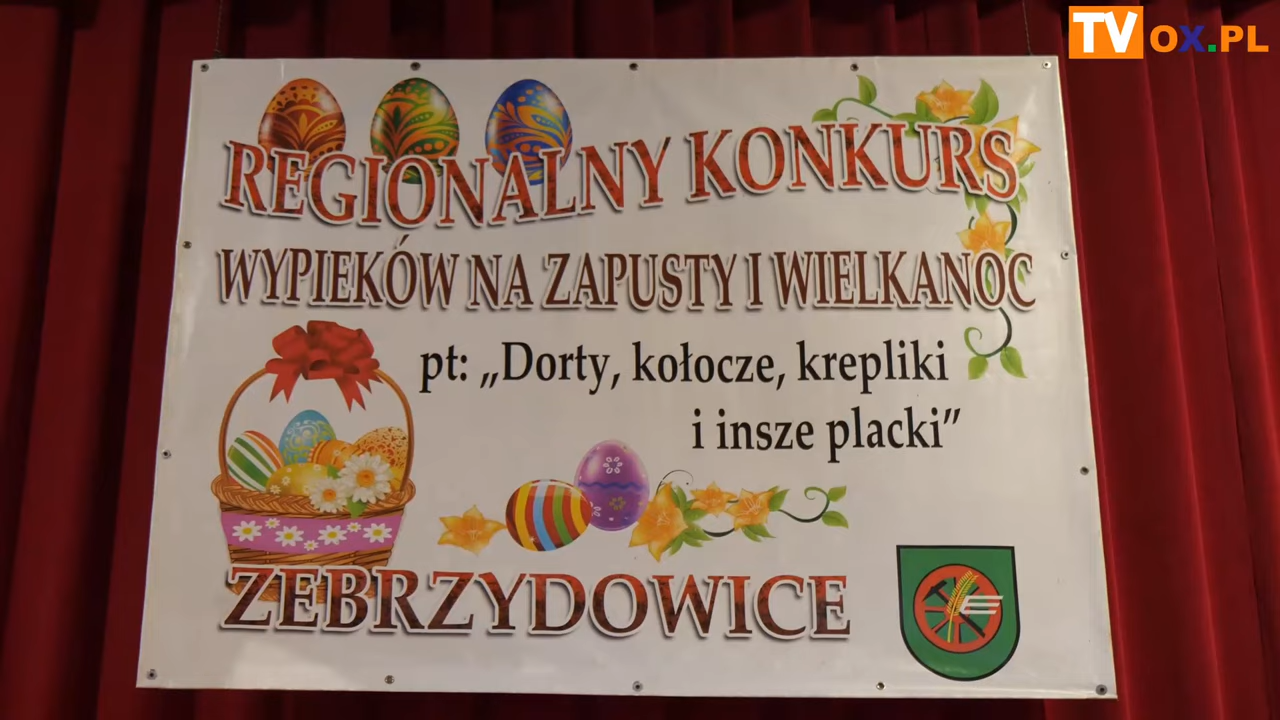 TVOX.PL
REGIONALNY KONKURS
WYPIEKÓW NA ZAPUSTY I WIELKANOC
pt: „Dorty, kołocze, krepliki
i insze placki”
ZEBRZYDOWICE